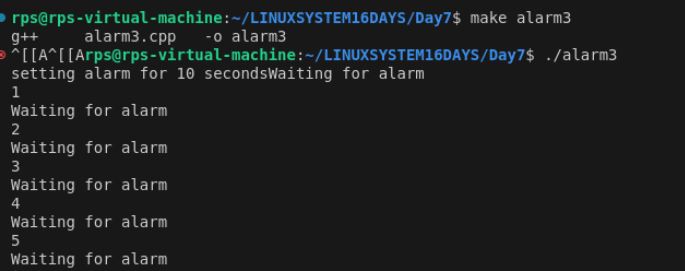 rps@rps-virtual-machine:~/LINUXSYSTEM16DAYS/Day7$ make alarm3
g++     alarm3.cpp   -o alarm3
^[[A^[[Arps@rps-virtual-machine:~/LINUXSYSTEM16DAYS/Day7$ ./alarm3
setting alarm for 10 secondsWaiting for alarm
1
Waiting for alarm
2
Waiting for alarm
3
Waiting for alarm
4
Waiting for alarm
5
Waiting for alarm